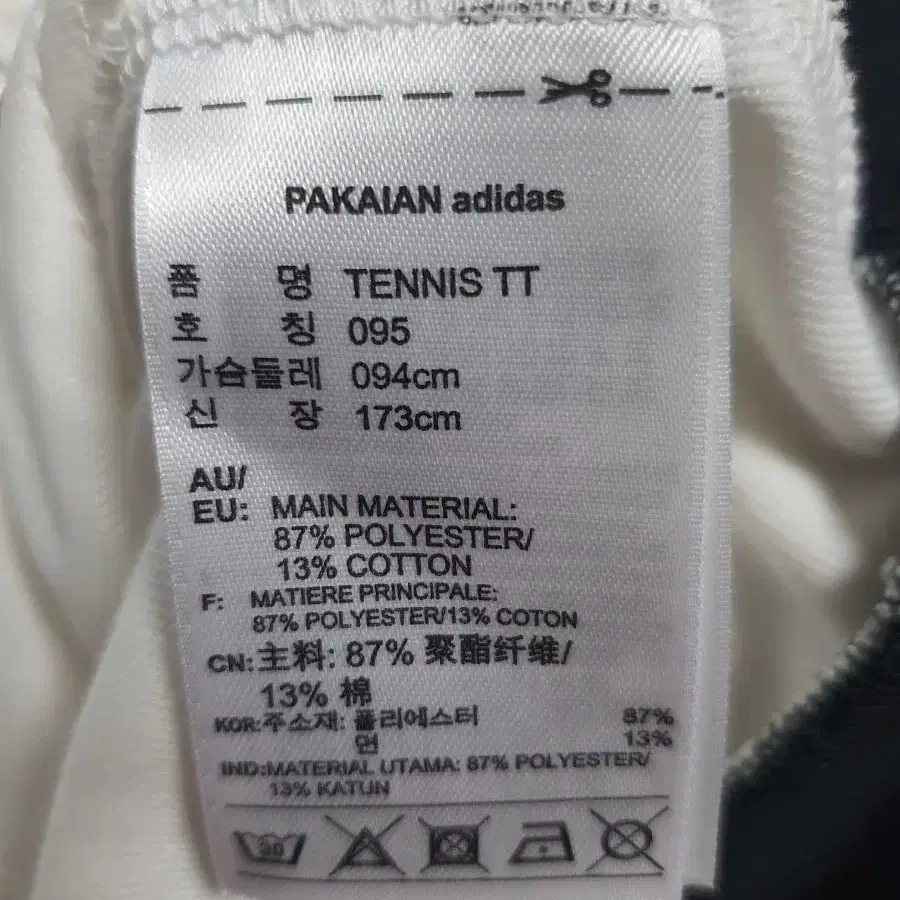 PAKAIAN adidas
품 명 TENNIS TT
호 칭 095
가슴둘레 094cm
신 장 173cm
AU/
EU: MAIN MATERIAL:
87% POLYESTER/
13% COTTON
F: MATIERE PRINCIPALE:
87% POLYESTER/13% COTON
CN:主料: 87% 聚酯纤维/
13% 棉
KOR:주소재: 폴리에스터 87%
면 13%
IND:MATERIAL UTAMA: 87% POLYESTER/
13% KATUN
30